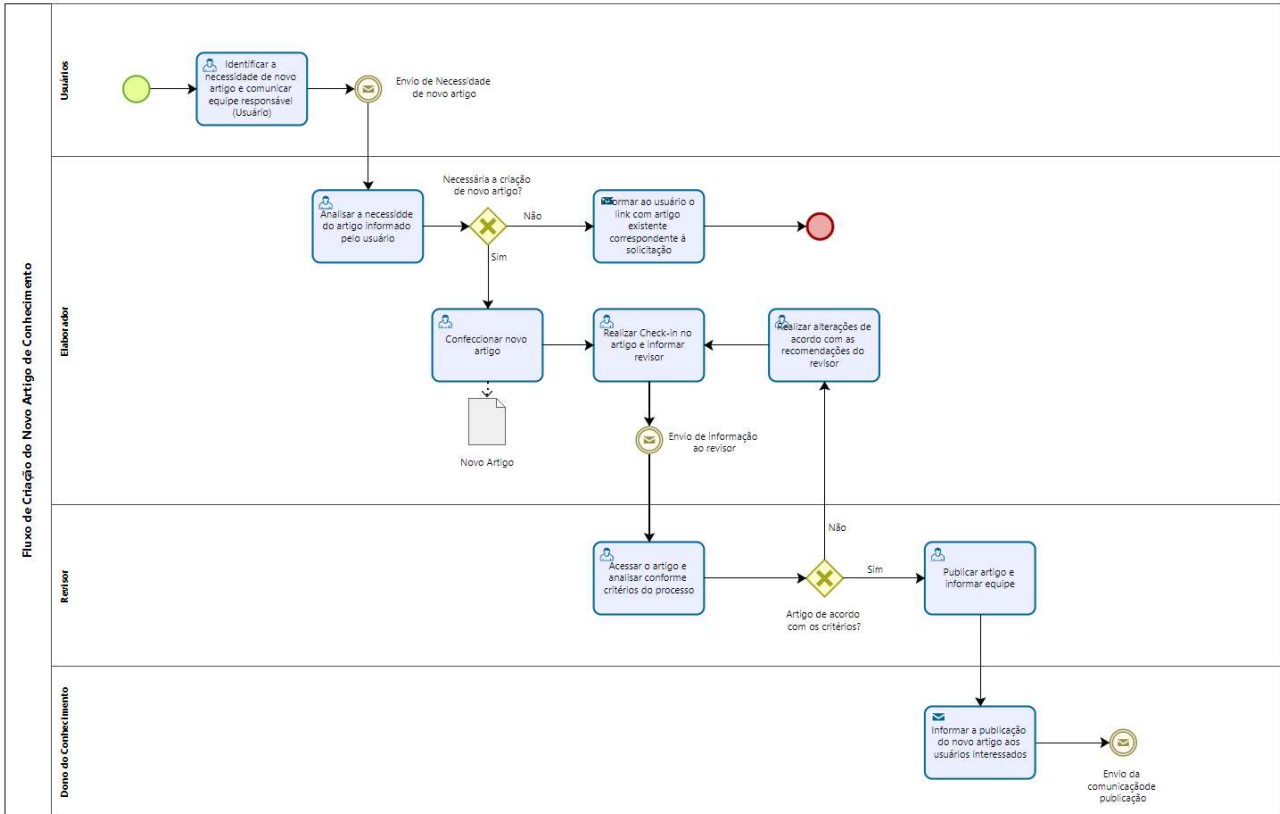 Fluxo de Criação do Novo Artigo de Conhecimento
Usuários
Identificar a
necessidade de novo
artigo e comunicar
equipe responsável
(Usuário)
Envio de Necessidade
de novo artigo
Elaborador
Analisar a necessidde
do artigo informado
pelo usuário
Necessária a criação
de novo artigo?
Não
Sim
ormar ao usuário o
link com artigo
existente
correspondente à
solicitação
Confeccionar novo
artigo
Novo Artigo
Realizar Check-in no
artigo e informar
revisor
Realizar alterações de
acordo com as
recomendações do
revisor
Envio de informação
ao revisor
Revisor
Acessar o artigo e
analisar conforme
critérios do processo
Não
Sim
Artigo de acordo
com os critérios?
Publicar artigo e
informar equipe
Dono do Conhecimento
Informar a publicação
do novo artigo aos
usuários interessados
Envio da
comunicaçãode
publicação